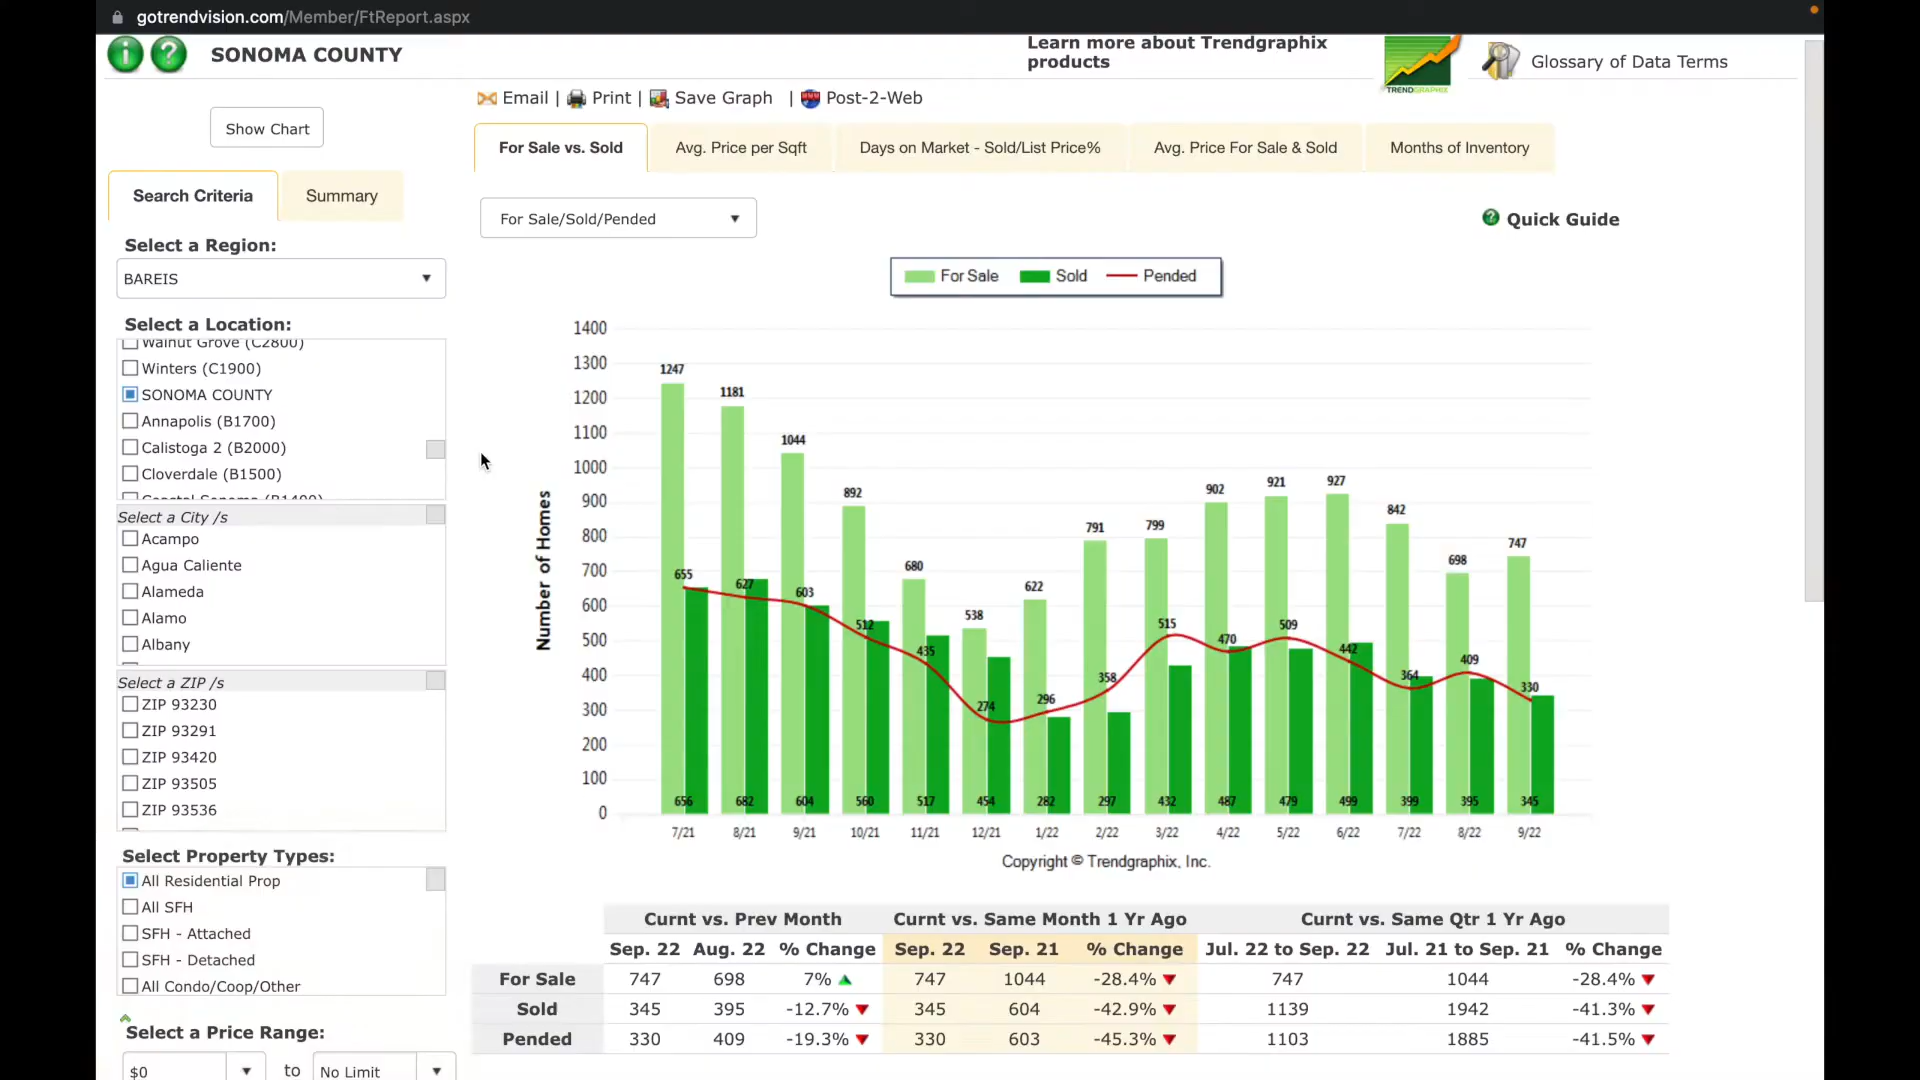 gotrendvision.com/Member/FtReport.aspx
SONOMA COUNTY
Learn more about Trendgraphix
products
TRENDGRAPHIX
Glossary of Data Terms
Email | Print | Save Graph | Post-2-Web
Show Chart
For Sale vs. Sold
Avg. Price per Sqft
Days on Market - Sold/List Price%
Avg. Price For Sale & Sold
Months of Inventory
Search Criteria
Summary
For Sale/Sold/Pended
Quick Guide
Select a Region:
BAREIS
Select a Location:
Walnut Grove (C2800)
Winters (C1900)
SONOMA COUNTY
Annapolis (B1700)
Calistoga 2 (B2000)
Cloverdale (B1500)
Coastal Sonoma (B1400)
Select a City /s
Acampo
Agua Caliente
Alameda
Alamo
Albany
Select a ZIP /s
ZIP 93230
ZIP 93291
ZIP 93420
ZIP 93505
ZIP 93536
Select Property Types:
All Residential Prop
All SFH
SFH - Attached
SFH - Detached
All Condo/Coop/Other
Select a Price Range:
$0 to No Limit
For Sale Sold Pended
Number of Homes
1400
1300
1200
1100
1000
900
800
700
600
500
400
300
200
100
0
1247 1181 1044 892 680 538 622 791 799 902 921 927 842 698 747
655 627 603 512 435 274 296 358 515 470 509 442 364 409 330
656 682 604 560 517 454 282 297 432 487 479 499 399 395 345
7/21 8/21 9/21 10/21 11/21 12/21 1/22 2/22 3/22 4/22 5/22 6/22 7/22 8/22 9/22
Copyright © Trendgraphix, Inc.
Curnt vs. Prev Month Curnt vs. Same Month 1 Yr Ago Curnt vs. Same Qtr 1 Yr Ago
Sep. 22 Aug. 22 % Change Sep. 22 Sep. 21 % Change Jul. 22 to Sep. 22 Jul. 21 to Sep. 21 % Change
For Sale 747 698 7% 747 1044 -28.4% 747 1044 -28.4%
Sold 345 395 -12.7% 345 604 -42.9% 1139 1942 -41.3%
Pended 330 409 -19.3% 330 603 -45.3% 1103 1885 -41.5%